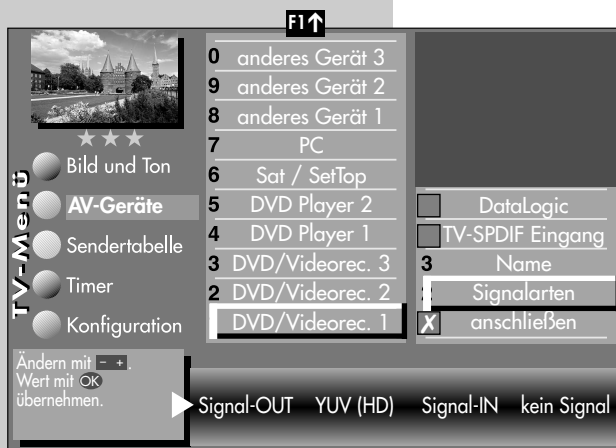 F1↑
TV-Menü
Bild und Ton
AV-Geräte
Sendertabelle
Timer
Konfiguration
0 anderes Gerät 3
9 anderes Gerät 2
8 anderes Gerät 1
7 PC
6 Sat / SetTop
5 DVD Player 2
4 DVD Player 1
3 DVD/Videorec. 3
2 DVD/Videorec. 2
DVD/Videorec. 1
DataLogic
TV-SPDIF Eingang
3 Name
Signalarten
X anschließen
Ändern mit - + .
Wert mit OK
übernehmen.
Signal-OUT YUV (HD) Signal-IN kein Signal